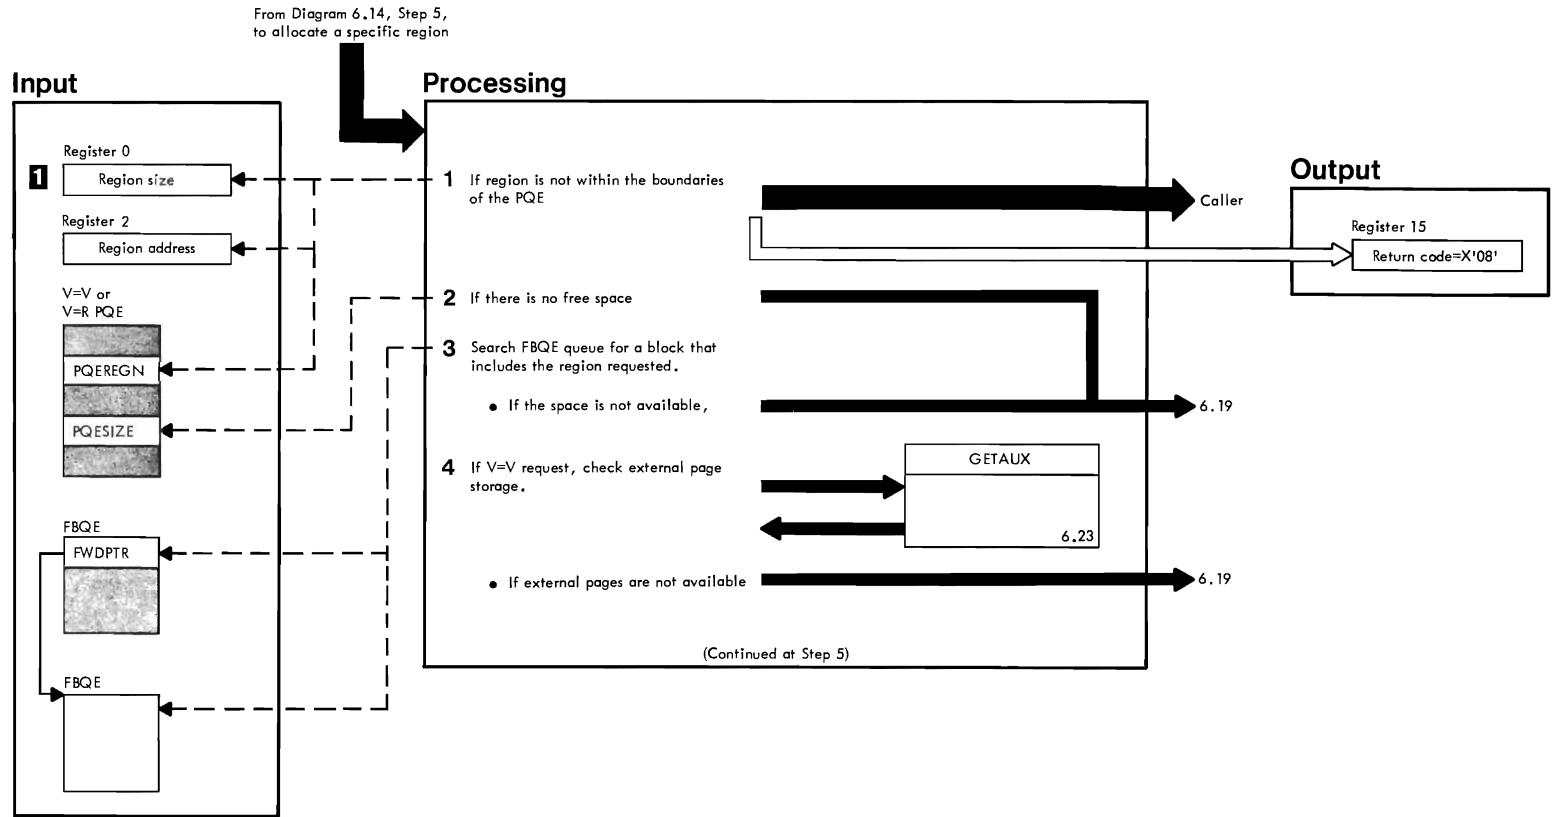 From Diagram 6.14, Step 5,
to allocate a specific region
Input
1
Register 0
Region size
Register 2
Region address
V=V or
V=R PQE
PQEREGN
PQESIZE
FBQE
FWDPTR
FBQE
Processing
1 If region is not within the boundaries
of the PQE
Caller
2 If there is no free space
3 Search FBQE queue for a block that
includes the region requested.
• If the space is not available,
6.19
4 If V=V request, check external page
storage.
GETAUX
6.23
• If external pages are not available
6.19
(Continued at Step 5)
Output
Register 15
Return code=X'08'